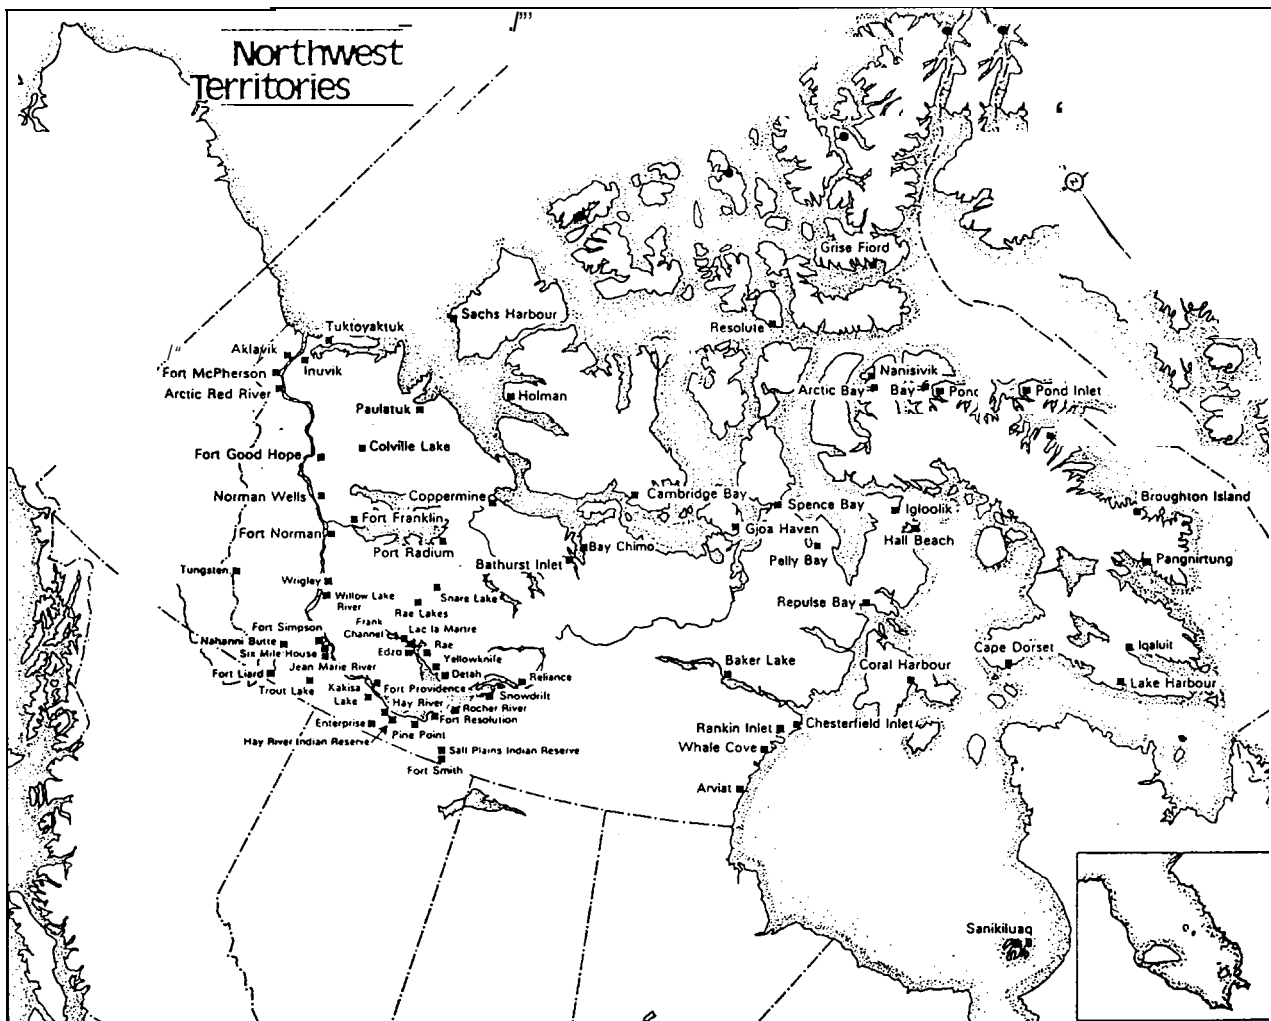 Northwest
Territories
Grise Fiord
Sachs Harbour
Resolute
Tuktoyaktuk
Aklavik
Inuvik
Fort McPherson
Arctic Red River
Nanisivik
Arctic Bay
Bay
Pond
Pond Inlet
Holman
Paulatuk
Colville Lake
Fort Good Hope
Norman Wells
Coppermine
Cambridge Bay
Spence Bay
Igloolik
Broughton Island
Fort Franklin
Fort Norman
Gjoa Haven
Hall Beach
Port Radium
Bay Chimo
Pelly Bay
Pangnirtung
Bathurst Inlet
Tungsten
Wrigley
Willow Lake
River
Snare Lake
Rae Lakes
Repulse Bay
Frank
Channel
Fort Simpson
Lac la Martre
Nahanni Butte
Rae
Edzo
Six Mile House
Yellowknife
Cape Dorset
Iqaluit
Baker Lake
Coral Harbour
Jean Marie River
Fort Liard
Detah
Reliance
Trout Lake
Kakisa
Lake
Fort Providence
Snowdrift
Lake Harbour
Hay River
Rocher River
Enterprise
Fort Resolution
Rankin Inlet
Chesterfield Inlet
Pine Point
Hay River Indian Reserve
Whale Cove
Salt Plains Indian Reserve
Fort Smith
Arviat
Sanikiluaq